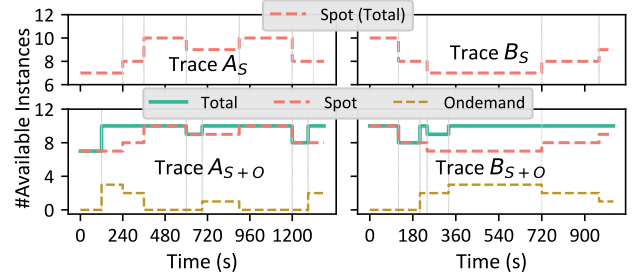 Spot (Total)
12
10
8
6
Trace A_S
Trace B_S
#Available Instances
Total Spot Ondemand
12
8
4
0
Trace A_{S+O}
Trace B_{S+O}
0 240 480 720 960 1200
0 180 360 540 720 900
Time (s)
Time (s)